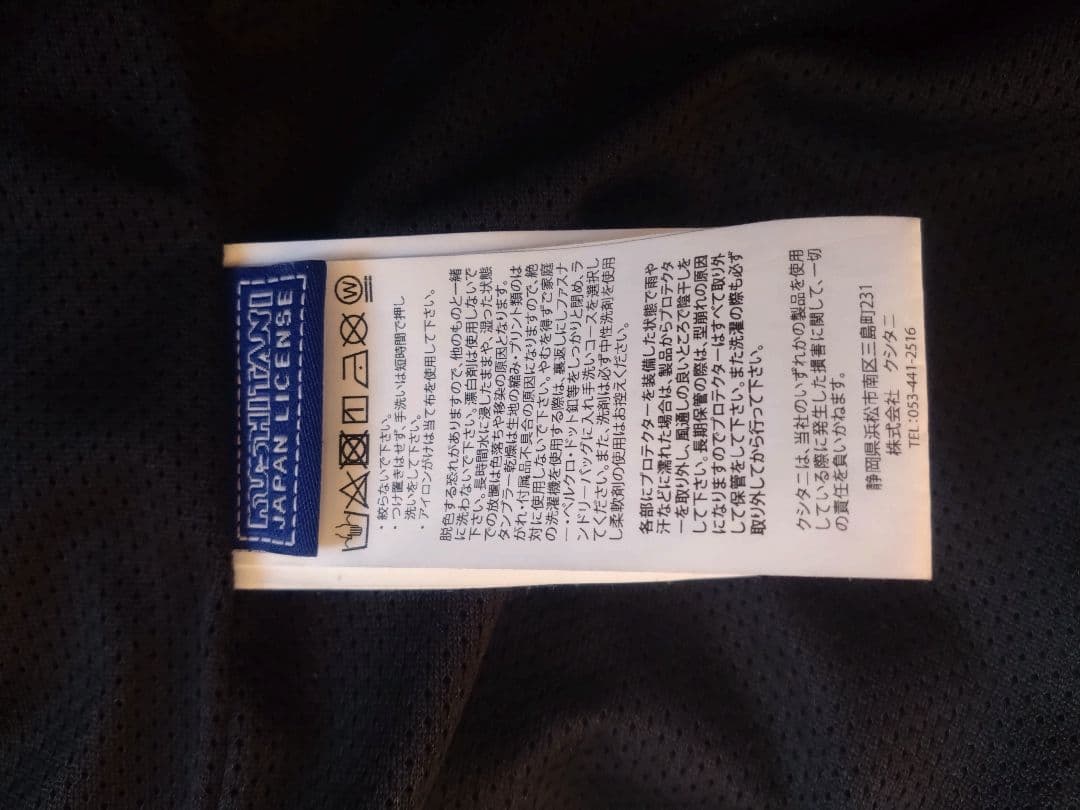 KUSHITANI
JAPAN LICENSE
W
・絞らないで下さい。
・つけ置きはせず、手洗いは短時間で押し
洗いをして下さい。
・アイロンがけは当て布を使用して下さい。
脱色する恐れがありますので、他のものと一緒
に洗わないで下さい。漂白剤は使用しないで
下さい。長時間水に浸したままや、湿った状態
での放置は色落ちや移染の原因となります。
タンブラー乾燥は生地の縮み・プリント類のは
がれ・付属品不具合の原因になりますので、絶
対に使用しないで下さい。やむを得ずご家庭
の洗濯機を使用する際は、裏返しにしファスナ
ー・ベルクロ・ドット釦等をしっかりと閉め、ラ
ンドリーバッグに入れ手洗いコースを選択し
てください。また、洗剤は必ず中性洗剤を使用
し柔軟剤の使用はお控えください。
各部にプロテクターを装備した状態で雨や
汗などに濡れた場合は、製品からプロテクタ
ーを取り外し、風通しの良いところで陰干しを
して下さい。長期保管の際は、型崩れの原因
になりますのでプロテクターはすべて取り外
して保管をして下さい。また洗濯の際も必ず
取り外してから行って下さい。
クシタニは、当社のいずれかの製品を使用
している際に発生した損害に関して、一切
の責任を負いかねます。
静岡県浜松市南区三島町231
株式会社 クシタニ
TEL:053-441-2516